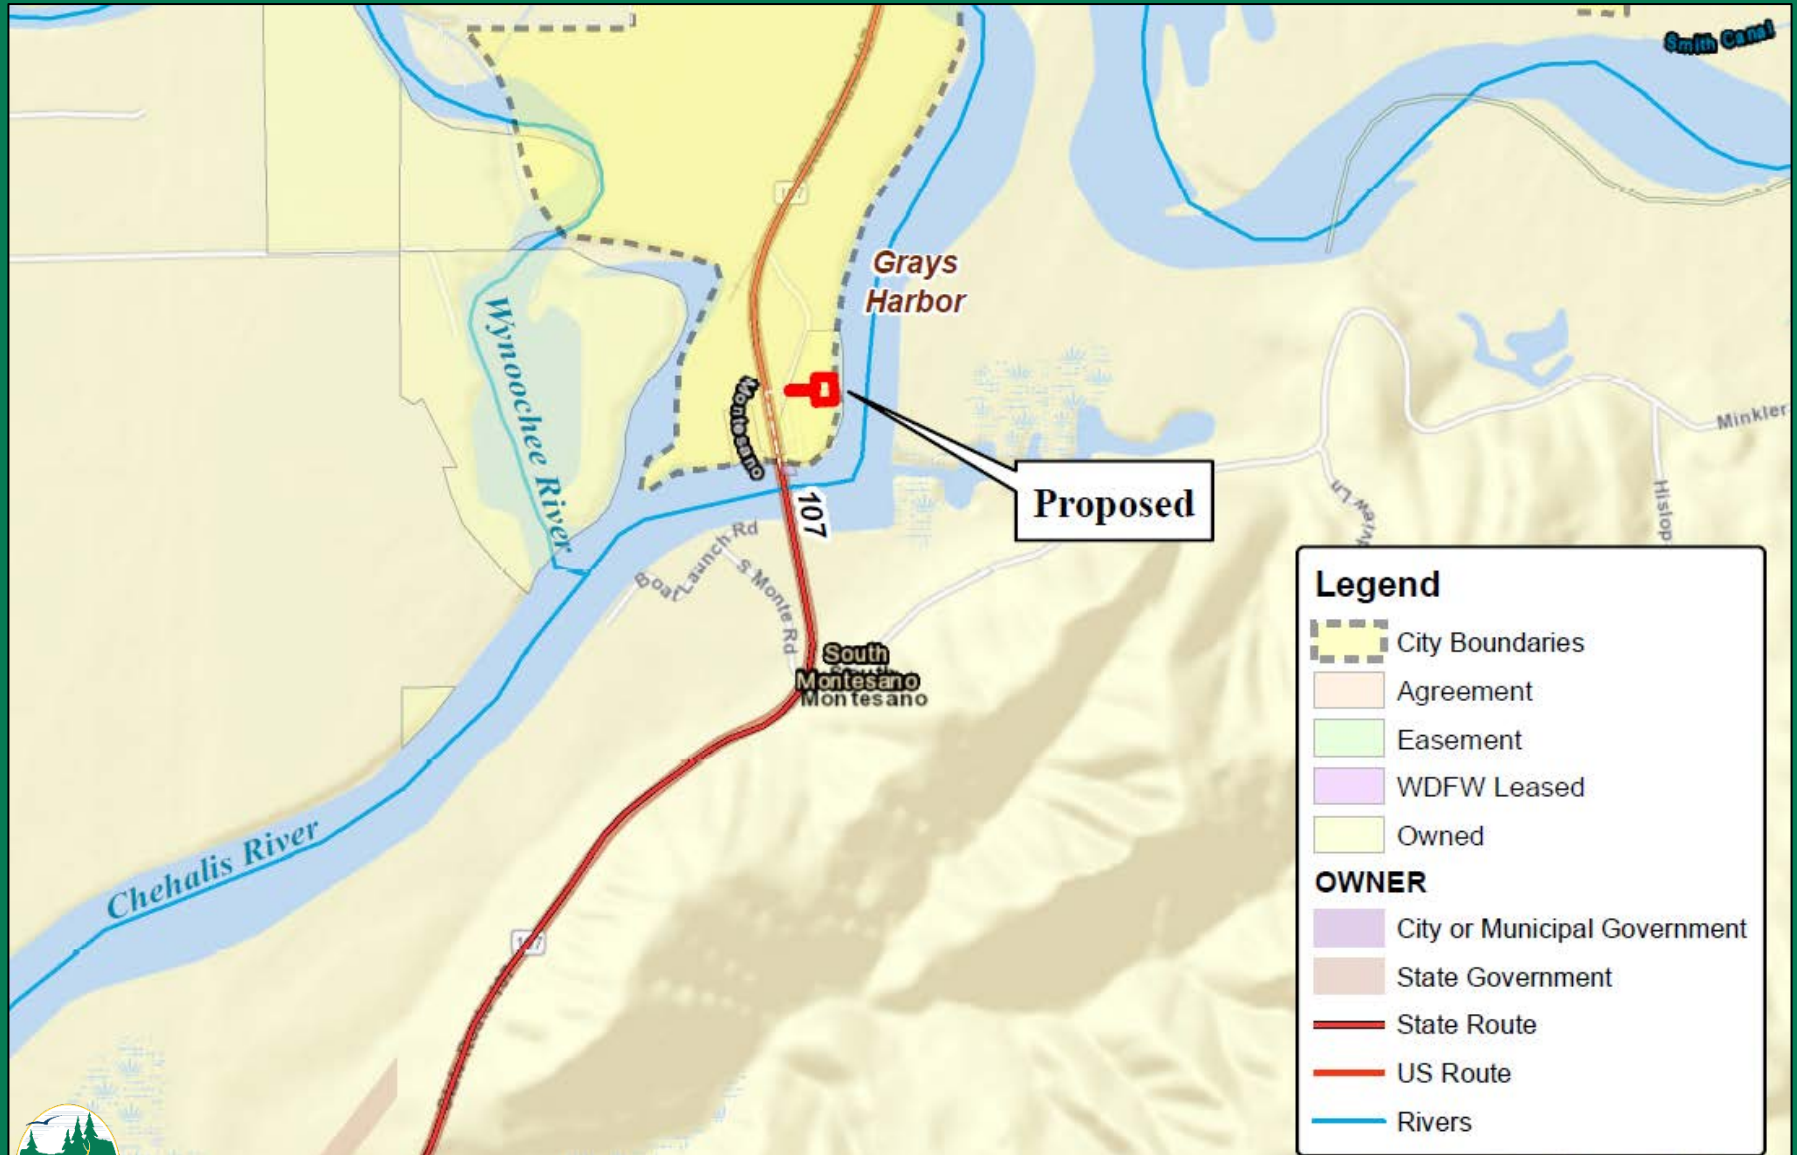 Smith Canal
107
Grays
Harbor
Wynoochee River
Montesano
Minkler
Proposed
107
Hislop
Boat Launch Rd
S Monte Rd
South
Montesano
Montesano
Chehalis River
107
Legend
City Boundaries
Agreement
Easement
WDFW Leased
Owned
OWNER
City or Municipal Government
State Government
State Route
US Route
Rivers